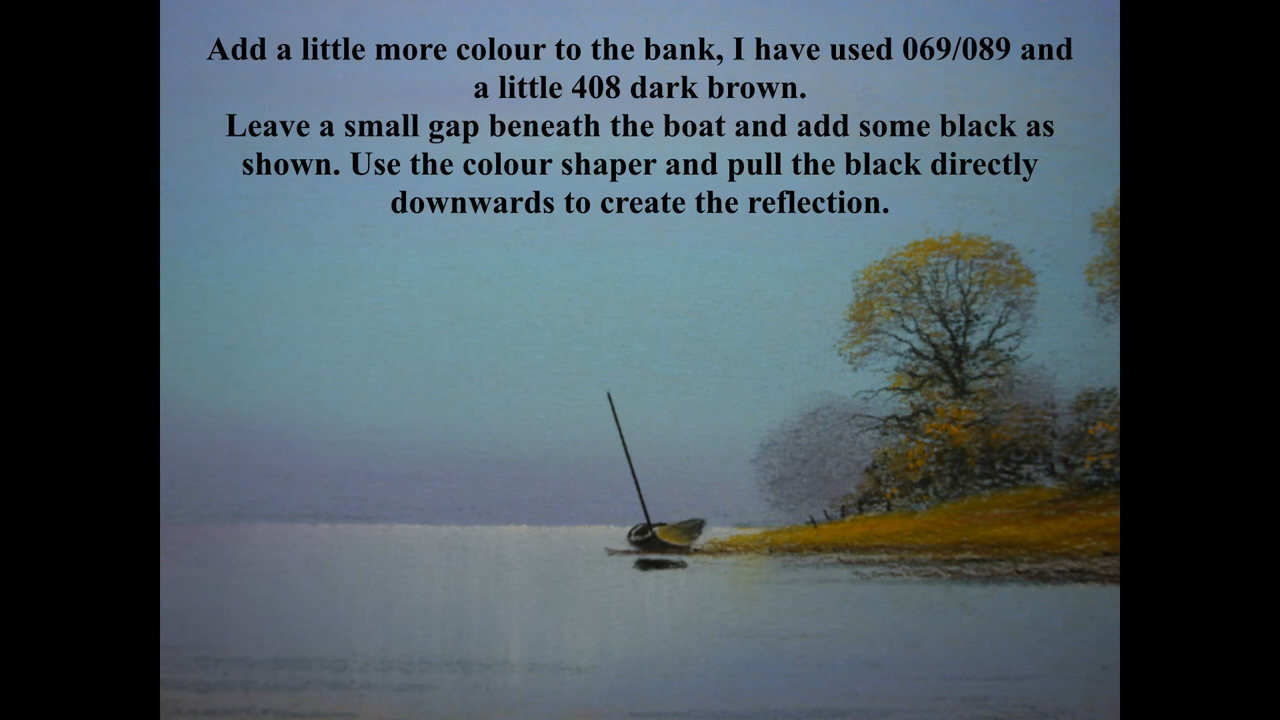 Add a little more colour to the bank, I have used 069/089 and
a little 408 dark brown.
Leave a small gap beneath the boat and add some black as
shown. Use the colour shaper and pull the black directly
downwards to create the reflection.